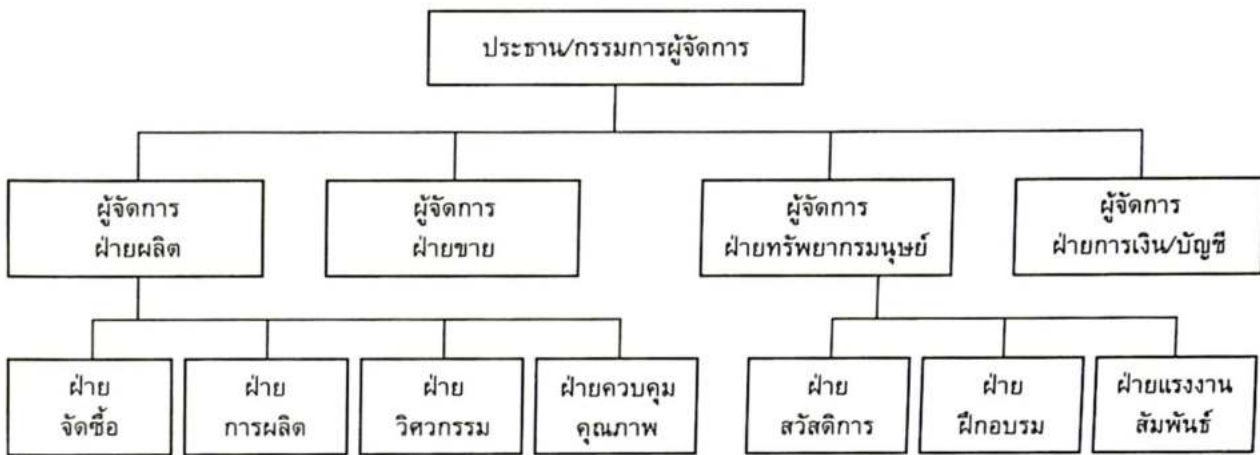 ประธาน/กรรมการผู้จัดการ
ผู้จัดการ
ฝ่ายผลิต
ผู้จัดการ
ฝ่ายขาย
ผู้จัดการ
ฝ่ายทรัพยากรมนุษย์
ผู้จัดการ
ฝ่ายการเงิน/บัญชี
ฝ่าย
จัดซื้อ
ฝ่าย
การผลิต
ฝ่าย
วิศวกรรม
ฝ่ายควบคุม
คุณภาพ
ฝ่าย
สวัสดิการ
ฝ่าย
ฝึกอบรม
ฝ่ายแรงงาน
สัมพันธ์